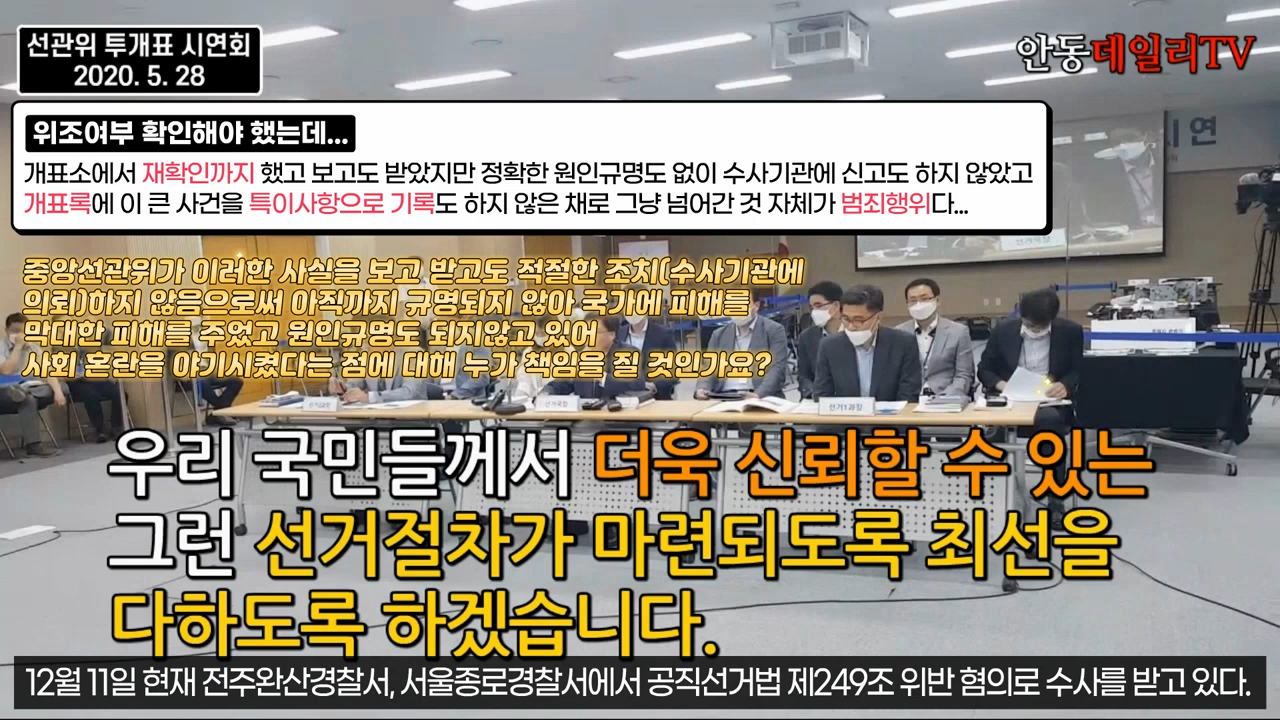 선관위 투개표 시연회
2020. 5. 28
안동데일리TV
위조여부 확인해야 했는데...
개표소에서 재확인까지 했고 보고도 받았지만 정확한 원인규명도 없이 수사기관에 신고도 하지 않았고
개표록에 이 큰 사건을 특이사항으로 기록도 하지 않은 채로 그냥 넘어간 것 자체가 범죄행위다...
시연
중앙선관위가 이러한 사실을 보고 받고도 적절한 조치(수사기관에
의뢰)하지 않음으로써 아직까지 규명되지 않아 국가에 피해를
막대한 피해를 주었고 원인규명도 되지않고 있어
사회 혼란을 야기시켰다는 점에 대해 누가 책임을 질 것인가요?
선거국장
선거1과장
우리 국민들께서 더욱 신뢰할 수 있는
그런 선거절차가 마련되도록 최선을
다하도록 하겠습니다.
12월 11일 현재 전주완산경찰서, 서울종로경찰서에서 공직선거법 제249조 위반 혐의로 수사를 받고 있다.